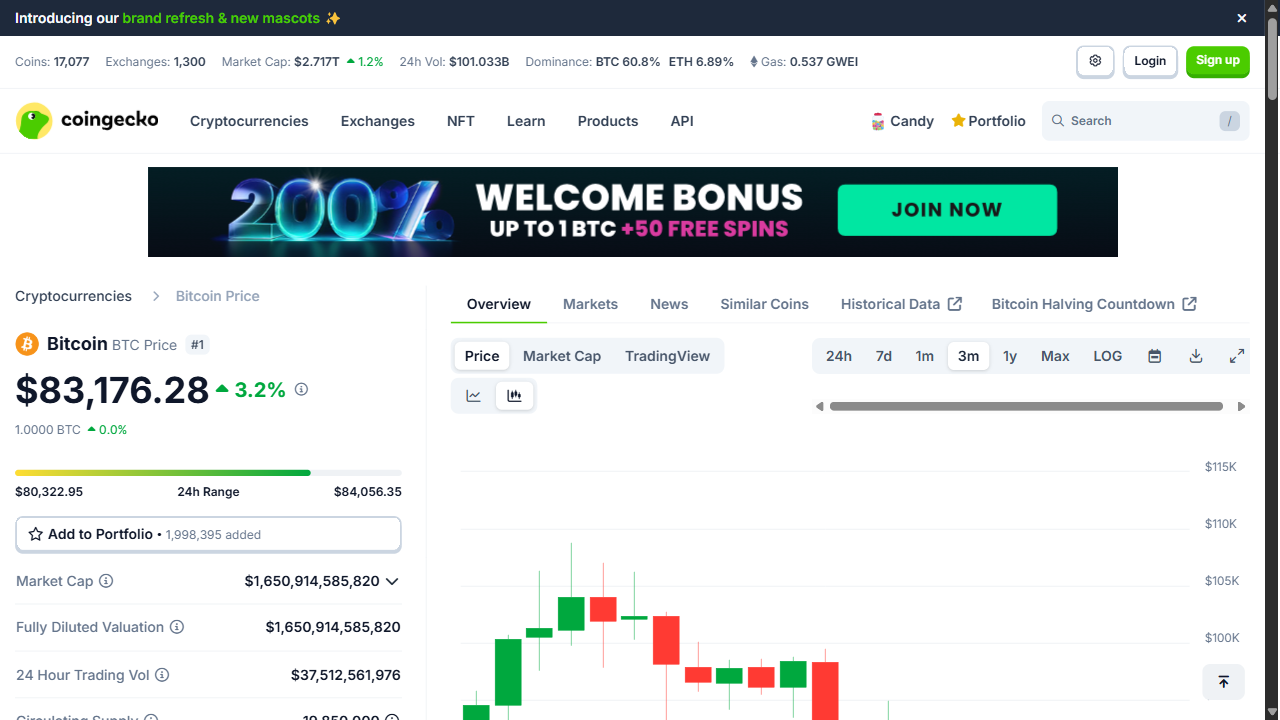 Introducing our brand refresh & new mascots ✨
Coins: 17,077 Exchanges: 1,300 Market Cap: $2.717T 1.2% 24h Vol: $101.033B Dominance: BTC 60.8% ETH 6.89% Gas: 0.537 GWEI
Login
Sign up
coingecko
Cryptocurrencies Exchanges NFT Learn Products API
Candy Portfolio Search /
200% WELCOME BONUS
UP TO 1 BTC +50 FREE SPINS
JOIN NOW
Cryptocurrencies > Bitcoin Price
Bitcoin BTC Price #1
$83,176.28 3.2%
1.0000 BTC 0.0%
$80,322.95 24h Range $84,056.35
Add to Portfolio • 1,998,395 added
Market Cap $1,650,914,585,820
Fully Diluted Valuation $1,650,914,585,820
24 Hour Trading Vol $37,512,561,976
Circulating Supply 19,850,000
Overview Markets News Similar Coins Historical Data Bitcoin Halving Countdown
Price Market Cap TradingView
24h 7d 1m 3m 1y Max LOG
$115K
$110K
$105K
$100K